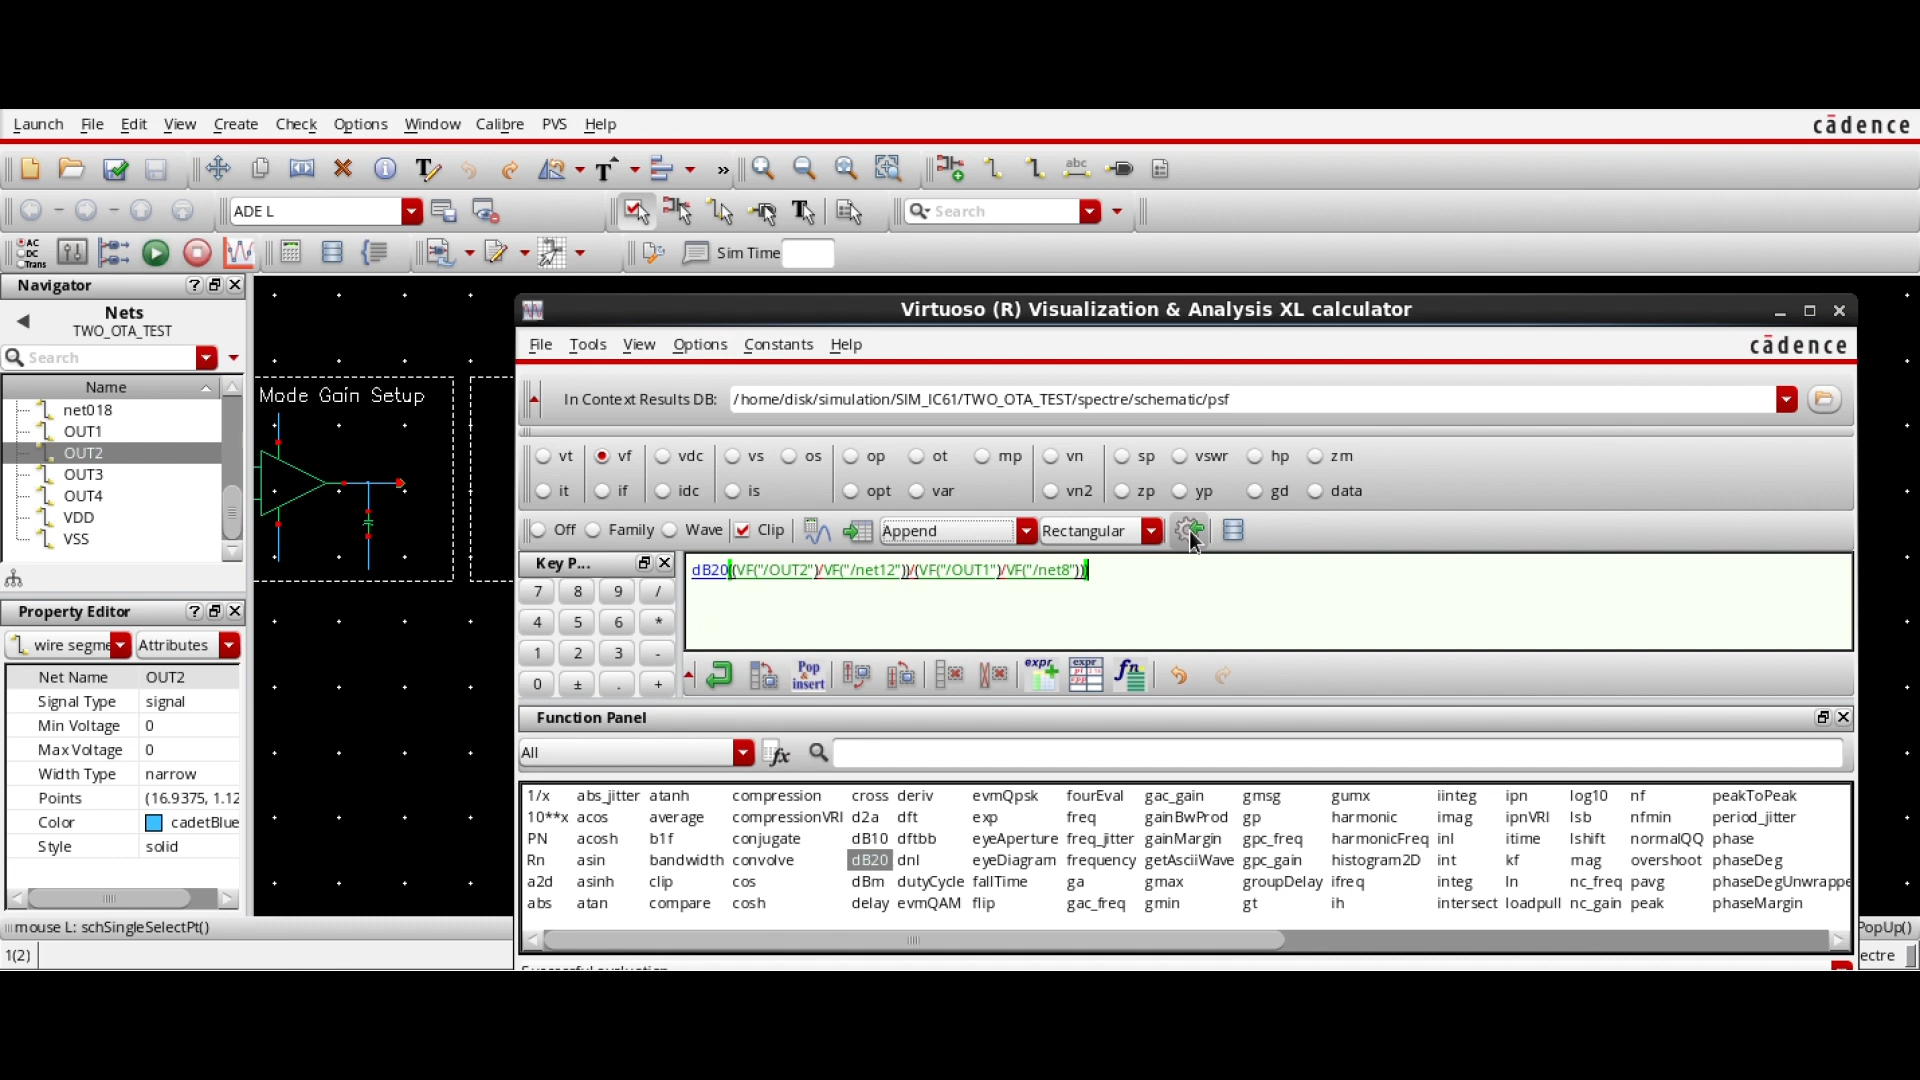 Launch File Edit View Create Check Options Window Calibre PVS Help
cādence
abc
ADE L
Search
AC
DC
Trans
Sim Time
Navigator
Nets
TWO_OTA_TEST
Search
Name
net018
OUT1
OUT2
OUT3
OUT4
VDD
VSS
Property Editor
wire segme Attributes
Net Name OUT2
Signal Type signal
Min Voltage 0
Max Voltage 0
Width Type narrow
Points (16.9375, 1.12
Color cadetBlue
Style solid
mouse L: schSingleSelectPt()
1(2)
Mode Gain Setup
Virtuoso (R) Visualization & Analysis XL calculator
File Tools View Options Constants Help
cādence
In Context Results DB: /home/disk/simulation/SIM_IC61/TWO_OTA_TEST/spectre/schematic/psf
vt vf vdc vs os op ot mp vn sp vswr hp zm
it if idc is opt var vn2 zp yp gd data
Off Family Wave Clip Append Rectangular
Key P...
7 8 9 /
4 5 6 *
1 2 3 -
0 ± . +
dB20((VF("/OUT2")/VF("/net12"))/(VF("/OUT1")/VF("/net8")))
Pop
insert
expr
expr
fn
Function Panel
All
fx
1/x abs_jitter atanh compression cross deriv evmQpsk fourEval gac_gain gmsg gumx iinteg ipn log10 nf peakToPeak
10**x acos average compressionVRI d2a dft exp freq gainBwProd gp harmonic imag ipnVRI lsb nfmin period_jitter
PN acosh b1f conjugate dB10 dftbb eyeAperture freq_jitter gainMargin gpc_freq harmonicFreq inl itime lshift normalQQ phase
Rn asin bandwidth convolve dB20 dnl eyeDiagram frequency getAsciiWave gpc_gain histogram2D int kf mag overshoot phaseDeg
a2d asinh clip cos dBm dutyCycle fallTime ga gmax groupDelay ifreq integ ln nc_freq pavg phaseDegUnwrappe
abs atan compare cosh delay evmQAM flip gac_freq gmin gt ih intersect loadpull nc_gain peak phaseMargin
PopUp()
ectre